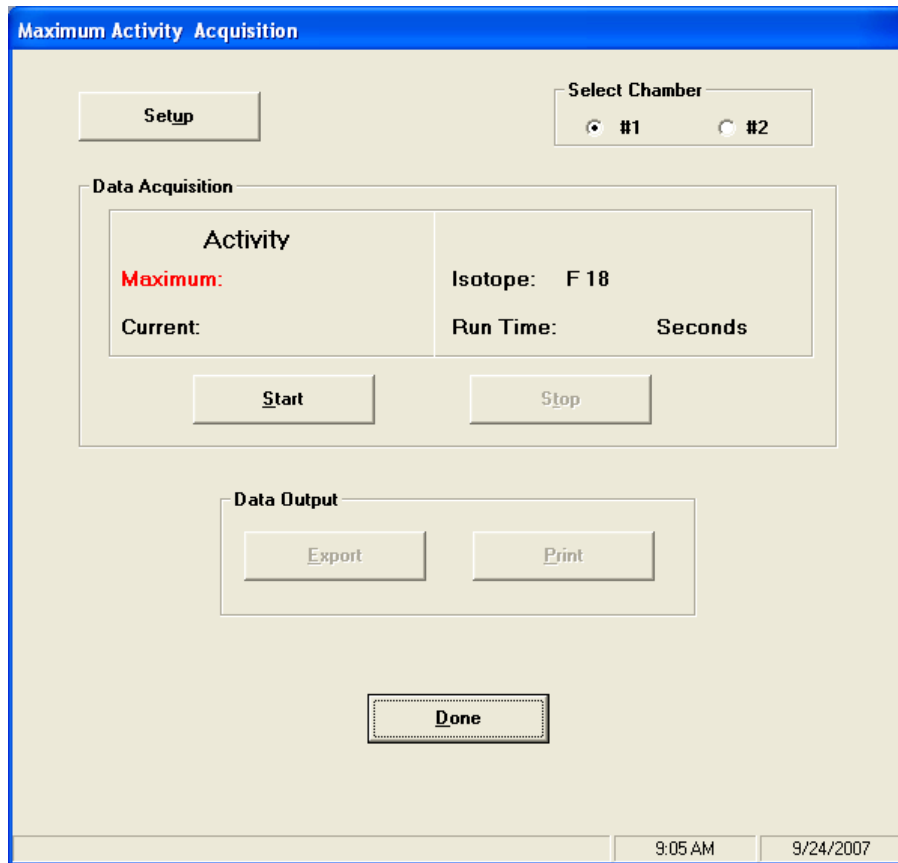 Maximum Activity Acquisition
Setup
Select Chamber
#1 #2
Data Acquisition
Activity
Maximum:
Isotope: F 18
Current:
Run Time: Seconds
Start Stop
Data Output
Export Print
Done
9:05 AM 9/24/2007